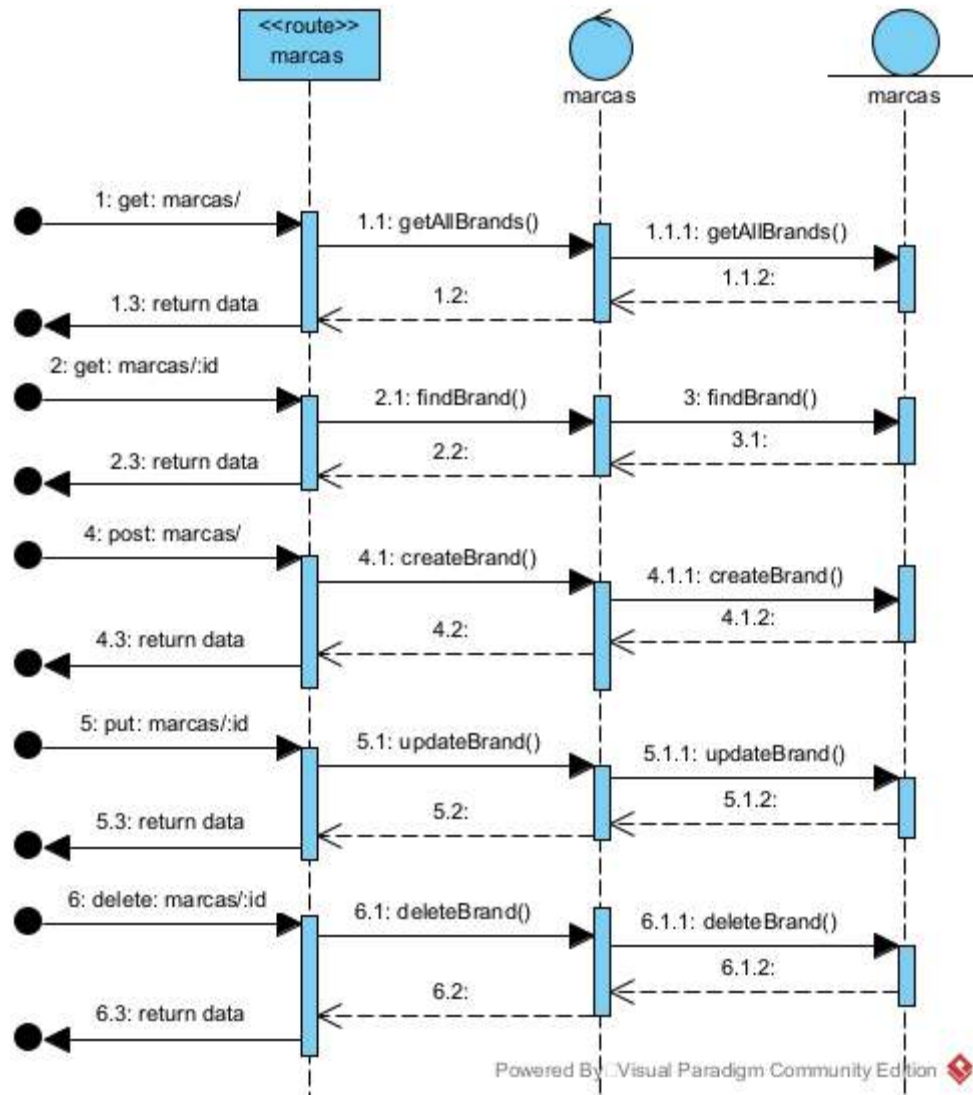 <<route>>
marcas
marcas
marcas
1: get: marcas/
1.1: getAllBrands()
1.1.1: getAllBrands()
1.1.2:
1.2:
1.3: return data
2: get: marcas/:id
2.1: findBrand()
3: findBrand()
3.1:
2.2:
2.3: return data
4: post: marcas/
4.1: createBrand()
4.1.1: createBrand()
4.1.2:
4.2:
4.3: return data
5: put: marcas/:id
5.1: updateBrand()
5.1.1: updateBrand()
5.1.2:
5.2:
5.3: return data
6: delete: marcas/:id
6.1: deleteBrand()
6.1.1: deleteBrand()
6.1.2:
6.2:
6.3: return data
Powered By Visual Paradigm Community Edition